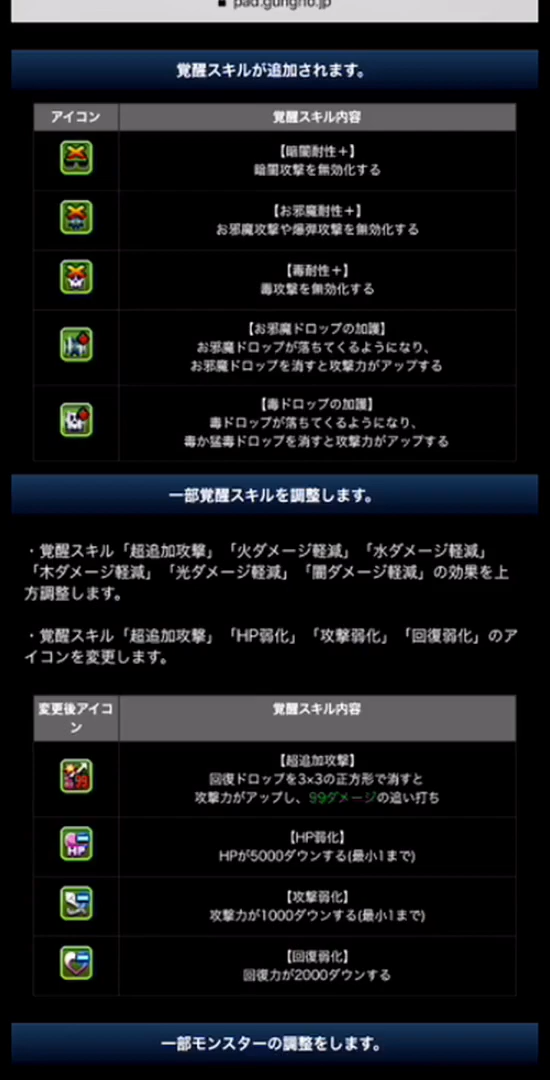 pad.gungho.jp
覚醒スキルが追加されます。
アイコン
覚醒スキル内容
【暗闇耐性＋】
暗闇攻撃を無効化する
【お邪魔耐性＋】
お邪魔攻撃や爆弾攻撃を無効化する
【毒耐性＋】
毒攻撃を無効化する
【お邪魔ドロップの加護】
お邪魔ドロップが落ちてくるようになり、
お邪魔ドロップを消すと攻撃力がアップする
【毒ドロップの加護】
毒ドロップが落ちてくるようになり、
毒か猛毒ドロップを消すと攻撃力がアップする
一部覚醒スキルを調整します。
・覚醒スキル「超追加攻撃」「火ダメージ軽減」「水ダメージ軽減」
「木ダメージ軽減」「光ダメージ軽減」「闇ダメージ軽減」の効果を上
方調整します。
・覚醒スキル「超追加攻撃」「HP弱化」「攻撃弱化」「回復弱化」のア
イコンを変更します。
変更後アイコ
ン
覚醒スキル内容
99
【超追加攻撃】
回復ドロップを3×3の正方形で消すと
攻撃力がアップし、99ダメージの追い打ち
HP
【HP弱化】
HPが5000ダウンする(最小1まで)
【攻撃弱化】
攻撃力が1000ダウンする(最小1まで)
【回復弱化】
回復力が2000ダウンする
一部モンスターの調整をします。